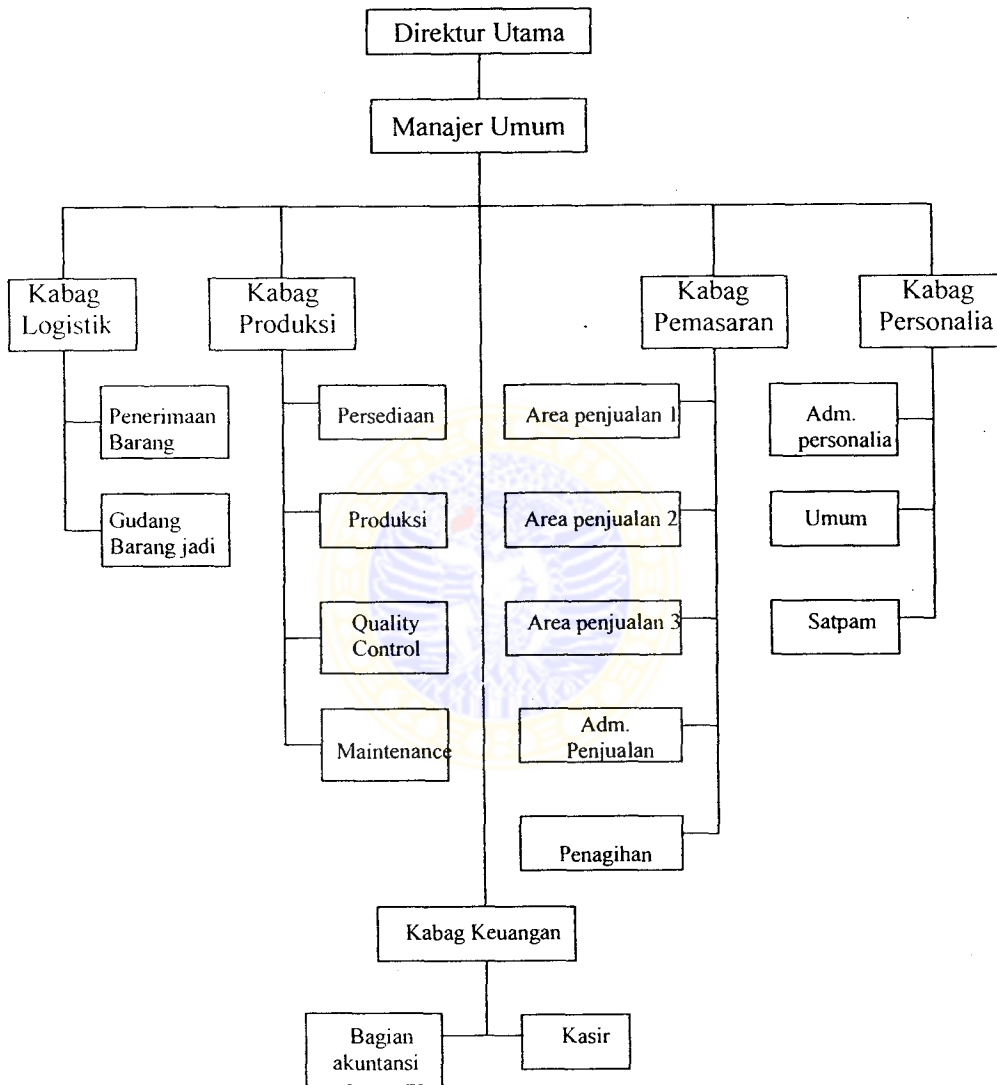 Direktur Utama
Manajer Umum
Kabag
Logistik
Kabag
Produksi
Kabag
Pemasaran
Kabag
Personalia
Penerimaan
Barang
Gudang
Barang jadi
Persediaan
Produksi
Quality
Control
Maintenance
Area penjualan 1
Area penjualan 2
Area penjualan 3
Adm.
Penjualan
Penagihan
Adm.
personalia
Umum
Satpam
Kabag Keuangan
Bagian
akuntansi
Kasir